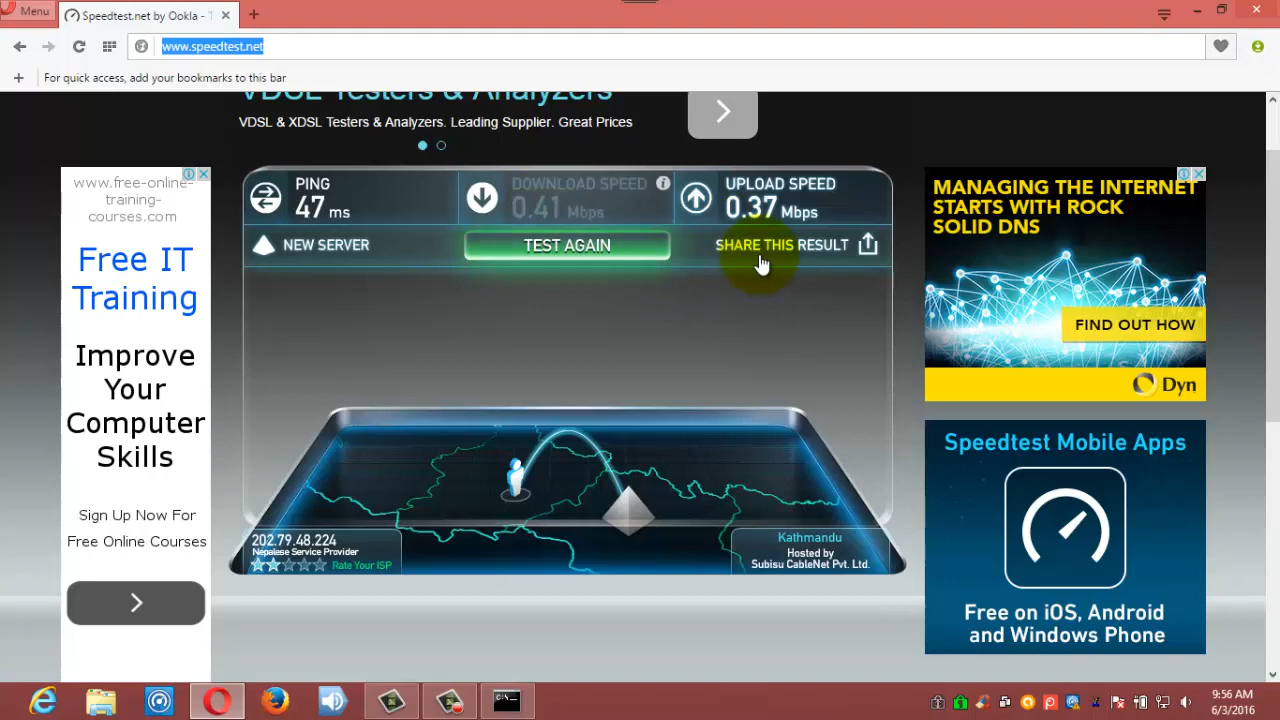 Menu
Speedtest.net by Ookla - T
www.speedtest.net
For quick access, add your bookmarks to this bar
VDSL Testers & Analyzers
VDSL & XDSL Testers & Analyzers. Leading Supplier. Great Prices
www.free-online-
training-
courses.com
Free IT
Training
Improve
Your
Computer
Skills
Sign Up Now For
Free Online Courses
PING
47 ms
DOWNLOAD SPEED
0.41 Mbps
UPLOAD SPEED
0.37 Mbps
NEW SERVER
TEST AGAIN
SHARE THIS RESULT
202.79.48.224
Nepalese Service Provider
Rate Your ISP
Kathmandu
Hosted by
Subisu CableNet Pvt. Ltd.
MANAGING THE INTERNET
STARTS WITH ROCK
SOLID DNS
FIND OUT HOW
Dyn
Speedtest Mobile Apps
Free on iOS, Android
and Windows Phone
9:56 AM
6/3/2016